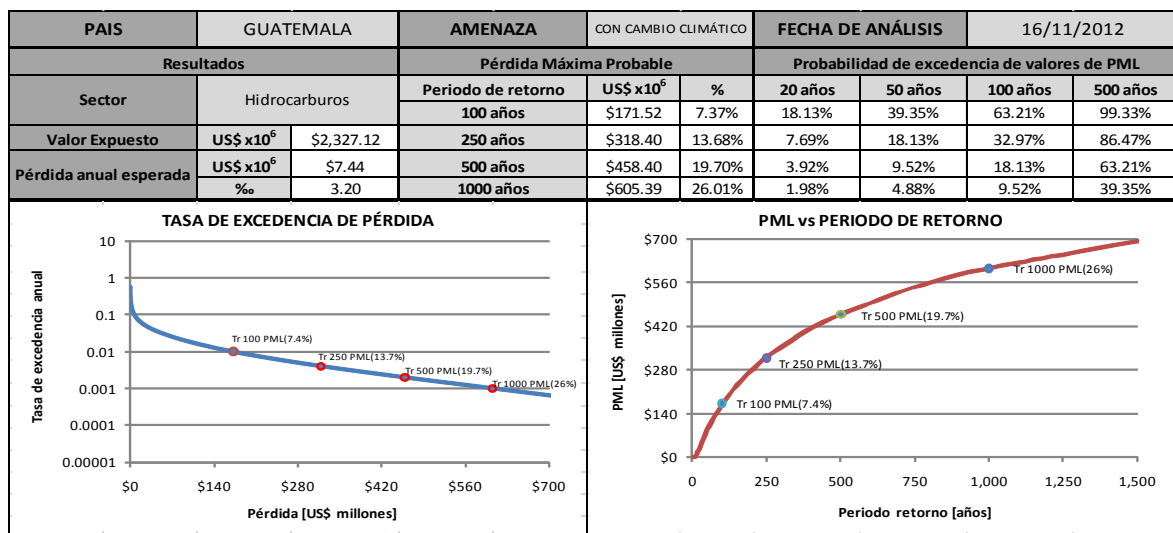 PAIS GUATEMALA AMENAZA CON CAMBIO CLIMÁTICO FECHA DE ANÁLISIS 16/11/2012
Resultados Pérdida Máxima Probable Probabilidad de excedencia de valores de PML
Sector Hidrocarburos Periodo de retorno US$ x10⁶ % 20 años 50 años 100 años 500 años
100 años $171.52 7.37% 18.13% 39.35% 63.21% 99.33%
Valor Expuesto US$ x10⁶ $2,327.12 250 años $318.40 13.68% 7.69% 18.13% 32.97% 86.47%
Pérdida anual esperada US$ x10⁶ $7.44 500 años $458.40 19.70% 3.92% 9.52% 18.13% 63.21%
‰ 3.20 1000 años $605.39 26.01% 1.98% 4.88% 9.52% 39.35%
TASA DE EXCEDENCIA DE PÉRDIDA
Tasa de excedencia anual
10
1
0.1
0.01
0.001
0.0001
0.00001
Tr 100 PML(7.4%)
Tr 250 PML(13.7%)
Tr 500 PML(19.7%)
Tr 1000 PML(26%)
$0 $140 $280 $420 $560 $700
Pérdida [US$ millones]
PML vs PERIODO DE RETORNO
PML [US$ millones]
$700
$560
$420
$280
$140
$0
Tr 1000 PML(26%)
Tr 500 PML(19.7%)
Tr 250 PML(13.7%)
Tr 100 PML(7.4%)
0 250 500 750 1,000 1,250 1,500
Periodo retorno [años]